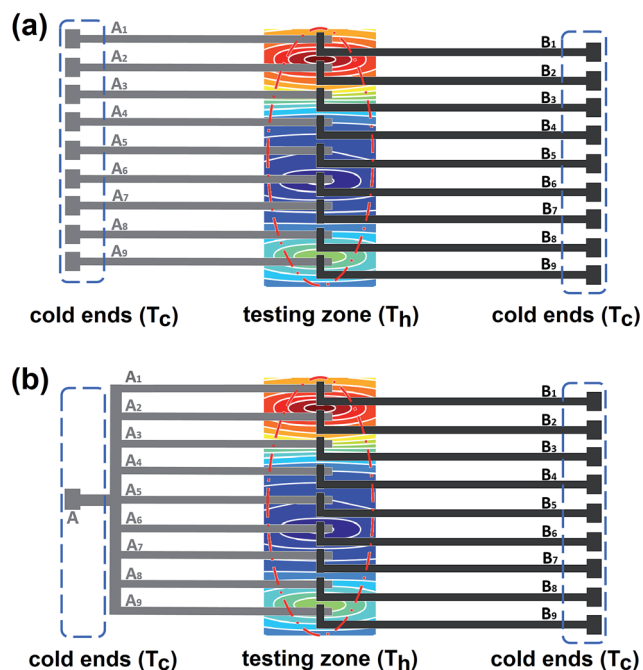 (a)
A1
B1
A2
B2
A3
B3
A4
B4
A5
B5
A6
B6
A7
B7
A8
B8
A9
B9
cold ends (Tc) testing zone (Th) cold ends (Tc)
(b)
A1
B1
A2
B2
A3
B3
A4
B4
A5
B5
A
A6
B6
A7
B7
A8
B8
A9
B9
cold ends (Tc) testing zone (Th) cold ends (Tc)